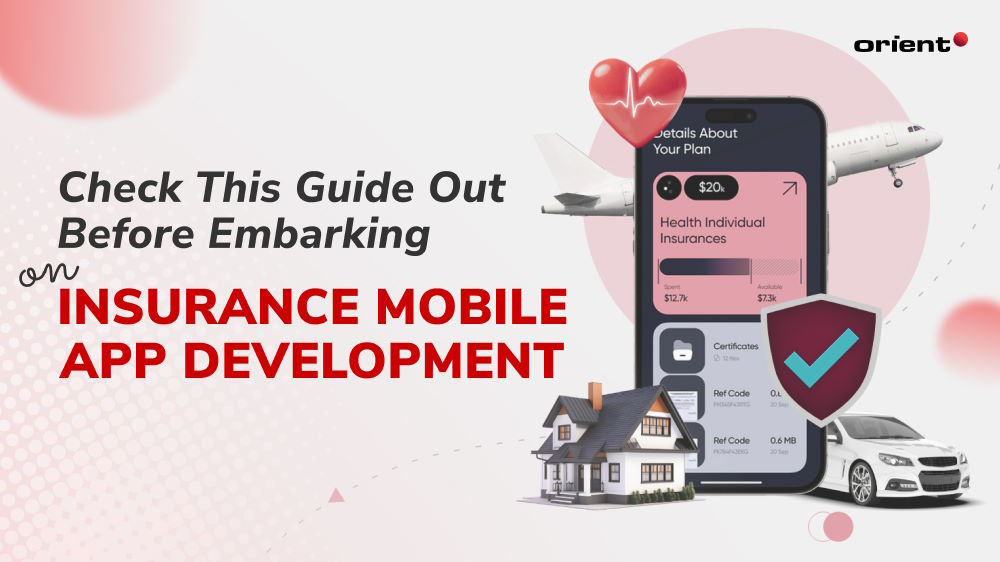 orient
Check This Guide Out
Before Embarking
on
INSURANCE MOBILE
APP DEVELOPMENT
Details About
Your Plan
$20k
Health Individual
Insurances
Spent
Available
$12.7k
$7.3k
Certificates
12 files
Ref Code
20 Sep
Ref Code
0.6 MB
20 Sep